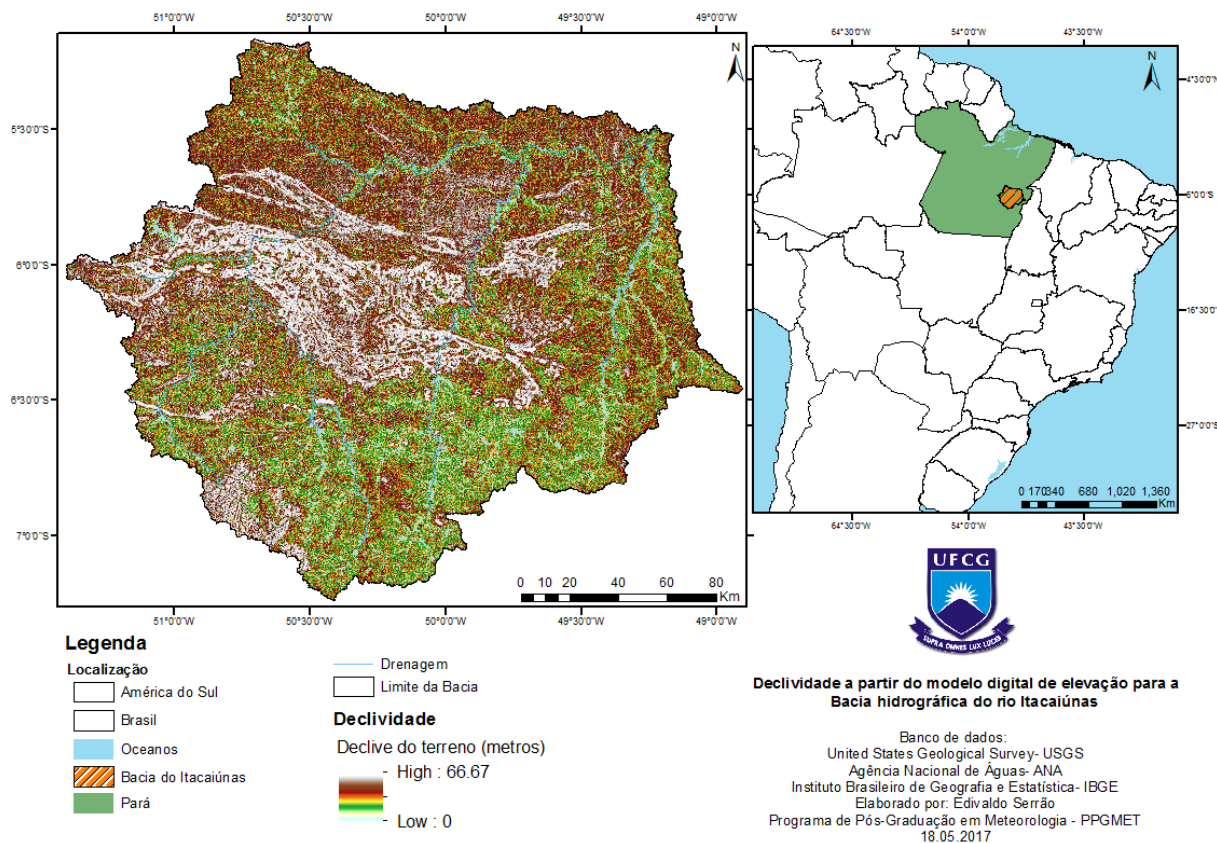 51°0'0"W 50°30'0"W 50°0'0"W 49°30'0"W 49°0'0"W
N
5°30'0"S
6°0'0"S
6°30'0"S
7°0'0"S
0 10 20 40 60 80
Km
51°0'0"W 50°30'0"W 50°0'0"W 49°30'0"W 49°0'0"W
64°30'0"W 54°0'0"W 43°30'0"W
N
4°30'0"N
6°0'0"S
16°30'0"S
27°0'0"S
0 170340 680 1,020 1,360
Km
64°30'0"W 54°0'0"W 43°30'0"W
Legenda
Localização
América do Sul
Brasil
Oceanos
Bacia do Itacaiúnas
Pará
Drenagem
Limite da Bacia
Declividade
Declive do terreno (metros)
High : 66.67
Low : 0
UFCG
SUPRA OMNES LUX LUCES
Declividade a partir do modelo digital de elevação para a
Bacia hidrográfica do rio Itacaiúnas
Banco de dados:
United States Geological Survey- USGS
Agência Nacional de Águas- ANA
Instituto Brasileiro de Geografia e Estatística- IBGE
Elaborado por: Edivaldo Serrão
Programa de Pós-Graduação em Meteorologia - PPGMET
18.05.2017